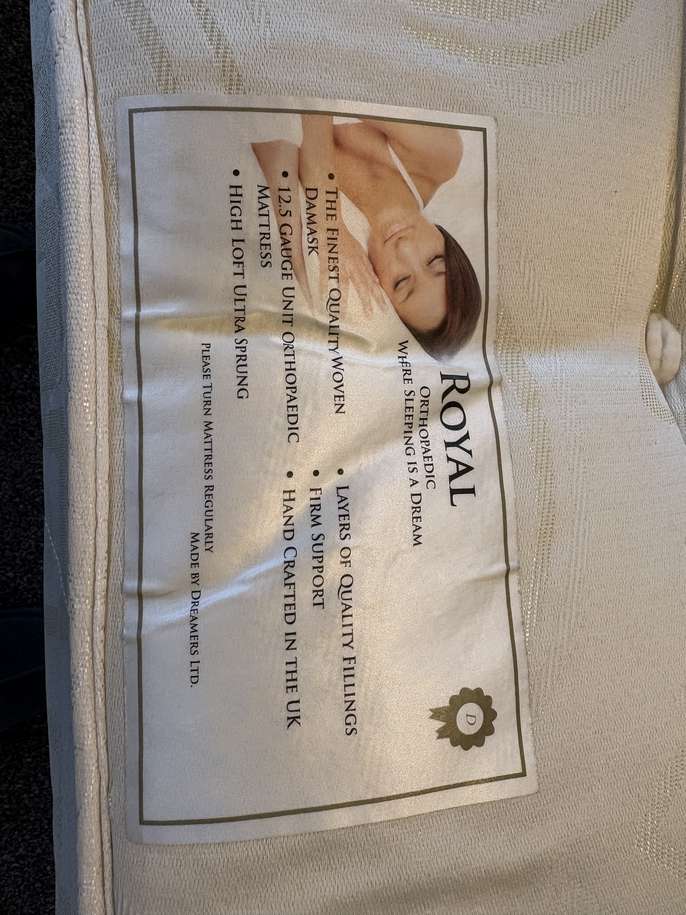 ROYAL
ORTHOPAEDIC
WHERE SLEEPING IS A DREAM
• THE FINEST QUALITY WOVEN
DAMASK
• 12.5 GAUGE UNIT ORTHOPAEDIC
MATTRESS
• HIGH LOFT ULTRA SPRUNG
• LAYERS OF QUALITY FILLINGS
• FIRM SUPPORT
• HAND CRAFTED IN THE UK
PLEASE TURN MATTRESS REGULARLY
MADE BY DREAMERS LTD.
D